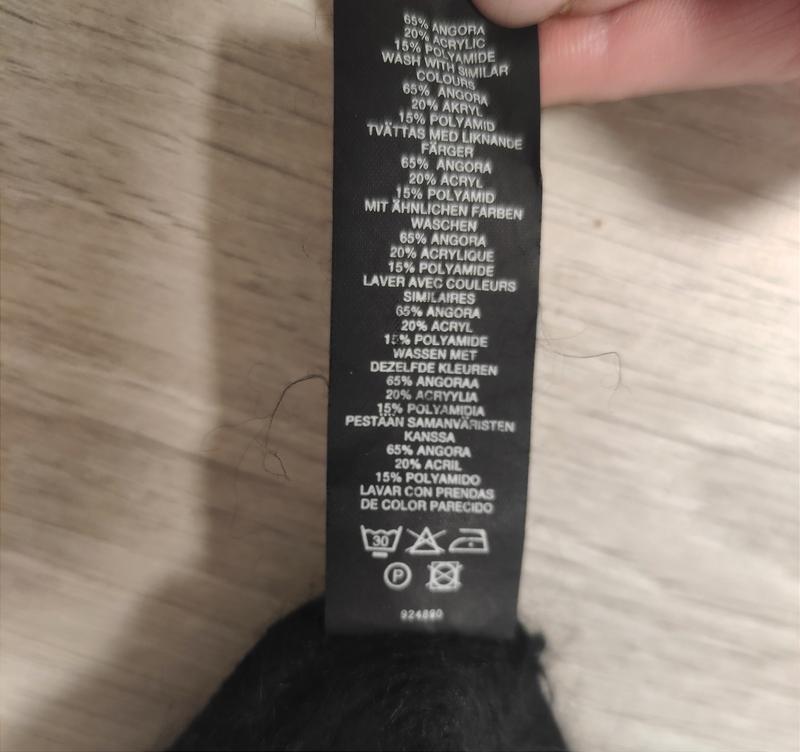 65% ANGORA
20% ACRYLIC
15% POLYAMIDE
WASH WITH SIMILAR
COLOURS
65% ANGORA
20% AKRYL
15% POLYAMID
TVÄTTAS MED LIKNANDE
FÄRGER
65% ANGORA
20% ACRYL
15% POLYAMID
MIT ÄHNLICHEN FARBEN
WASCHEN
65% ANGORA
20% ACRYLIQUE
15% POLYAMIDE
LAVER AVEC COULEURS
SIMILAIRES
65% ANGORA
20% ACRYL
15% POLYAMIDE
WASSEN MET
DEZELFDE KLEUREN
65% ANGORAA
20% ACRYYLIA
15% POLYAMIDIA
PESTÄÄN SAMANVÄRISTEN
KANSSA
65% ANGORA
20% ACRIL
15% POLYAMIDO
LAVAR CON PRENDAS
DE COLOR PARECIDO
30
P
924890